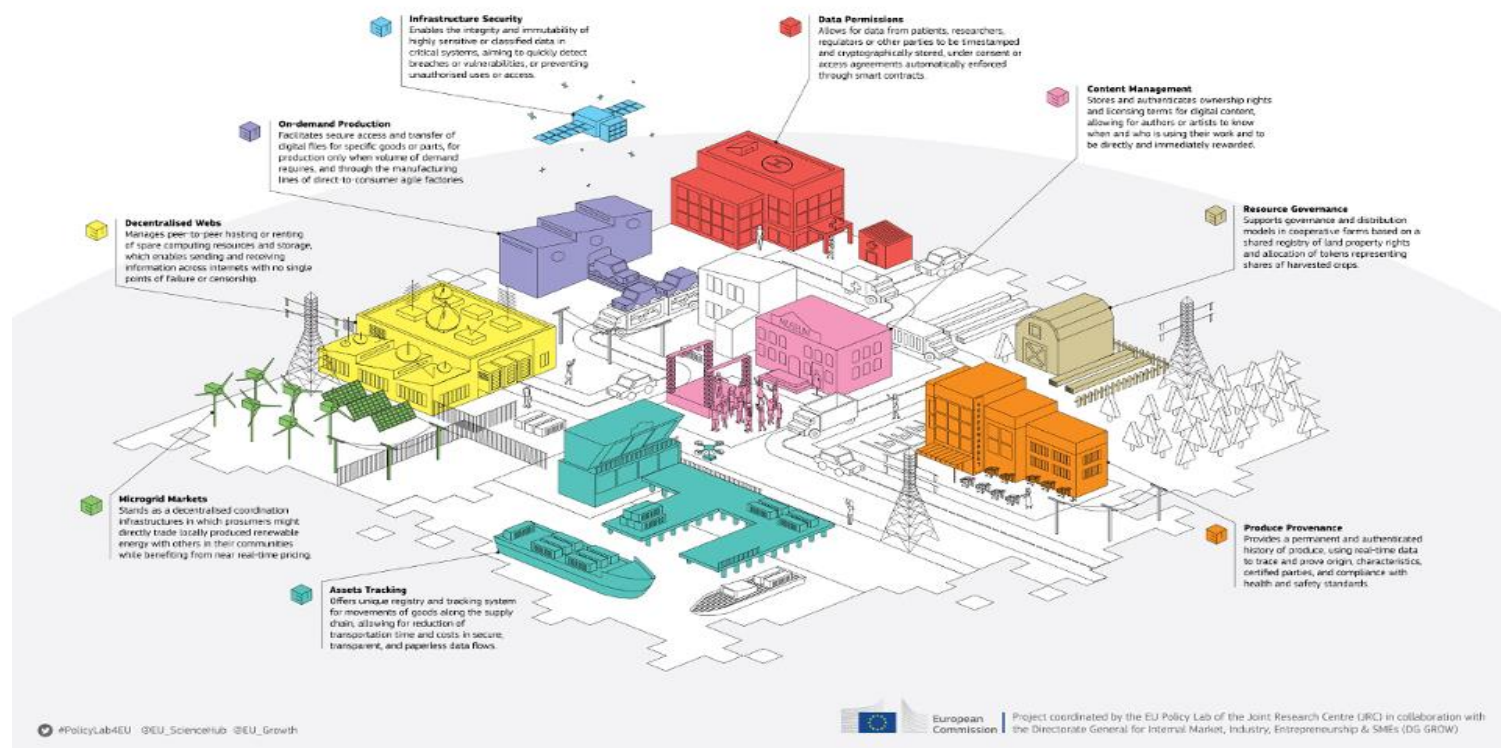 Infrastructure Security
Enables the integrity and immutability of
highly sensitive or classified data in
critical systems, aiming to quickly detect
breaches or vulnerabilities, or preventing
unauthorised uses or access.
Data Permissions
Allows for data from patients, researchers,
regulators or other parties to be timestamped
and cryptographically stored, under consent or
access agreements automatically enforced
through smart contracts.
Content Management
Stores and authenticates ownership rights
and licensing terms for digital content,
allowing for authors or artists to know
when and who is using their work and to
be directly and immediately rewarded.
On-demand Production
Facilitates secure access and transfer of
digital files for specific goods or parts, for
production only when volume of demand
requires, and through the manufacturing
lines of direct-to-consumer agile factories.
Resource Governance
Supports governance and distribution
models in cooperative farms based on a
shared registry of land property rights
and allocation of tokens representing
shares of harvested crops.
Decentralised Webs
Manages peer-to-peer hosting or renting
of spare computing resources and storage,
which enables sending and receiving
information across internets with no single
points of failure or censorship.
H
MUSEUM
Microgrid Markets
Stands as a decentralised coordination
infrastructures in which prosumers might
directly trade locally produced renewable
energy with others in their communities
while benefiting from near real-time pricing.
Produce Provenance
Provides a permanent and authenticated
history of produce, using real-time data
to trace and prove origin, characteristics,
certified parties, and compliance with
health and safety standards.
Assets Tracking
Offers unique registry and tracking system
for movements of goods along the supply
chain, allowing for reduction of
transportation time and costs in secure,
transparent, and paperless data flows.
#PolicyLab4EU @EU_ScienceHub @EU_Growth
European
Commission
Project coordinated by the EU Policy Lab of the Joint Research Centre (JRC) in collaboration with
the Directorate General for Internal Market, Industry, Entrepreneurship & SMEs (DG GROW)